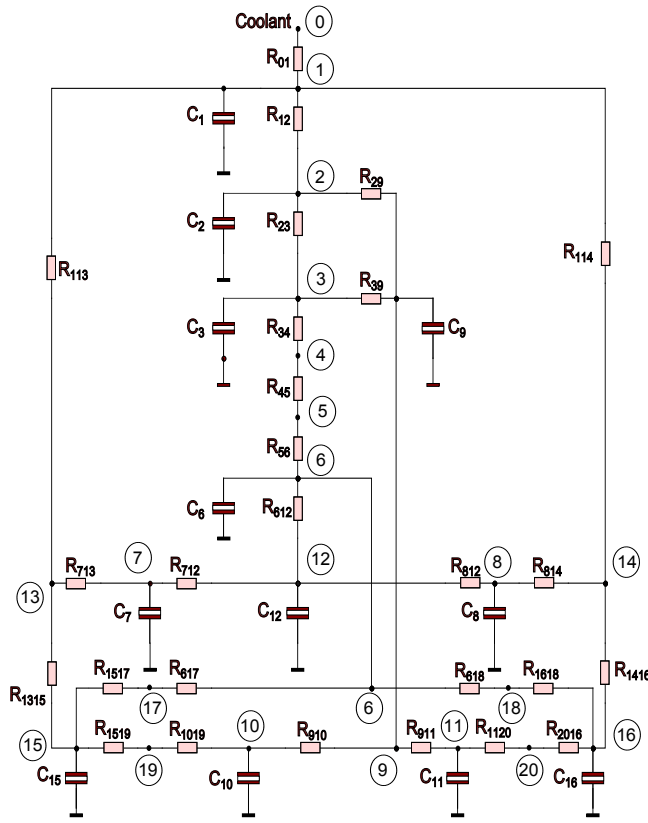 Coolant 0
R01
1
C1 R12
2 R29
C2 R23
R113 R114
3 R39
C3 R34 C9
4
R45
5
R56
6
C6 R612
R713 7 R712 12 R812 8 R814 14
13
C7 C12 C8
R1315 R1517 R617 R618 R1618 R1416
17 6 18
15 R1519 R1019 10 R910 R911 11 R1120 R2016 16
C15 19 C10 9 C11 20 C16